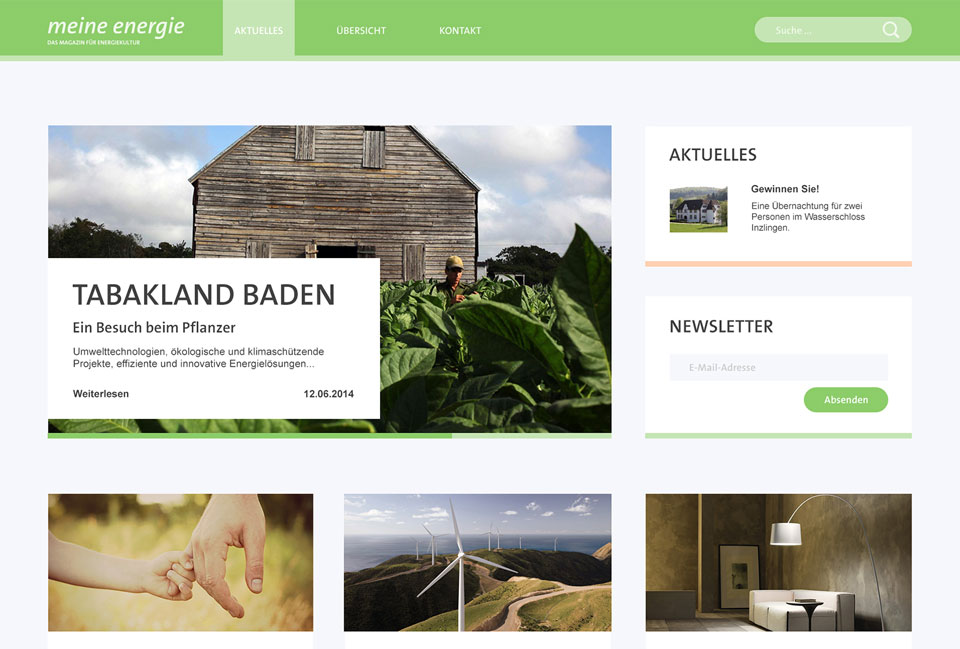 meine energie
DAS MAGAZIN FÜR ENERGIEKULTUR
AKTUELLES
ÜBERSICHT
KONTAKT
Suche ...
TABAKLAND BADEN
Ein Besuch beim Pflanzer
Umwelttechnologien, ökologische und klimaschützende
Projekte, effiziente und innovative Energielösungen...
Weiterlesen
12.06.2014
AKTUELLES
Gewinnen Sie!
Eine Übernachtung für zwei
Personen im Wasserschloss
Inzlingen.
NEWSLETTER
E-Mail-Adresse
Absenden